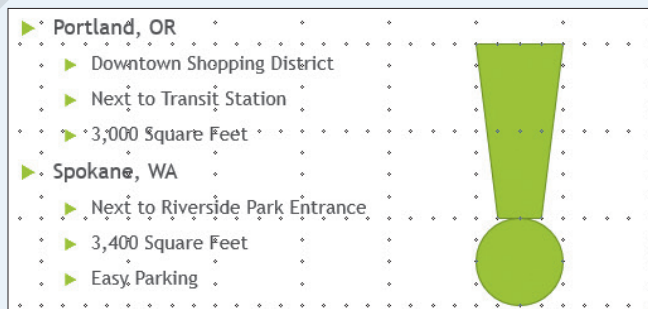 Portland, OR
Downtown Shopping District
Next to Transit Station
3,000 Square Feet
Spokane, WA
Next to Riverside Park Entrance
3,400 Square Feet
Easy Parking